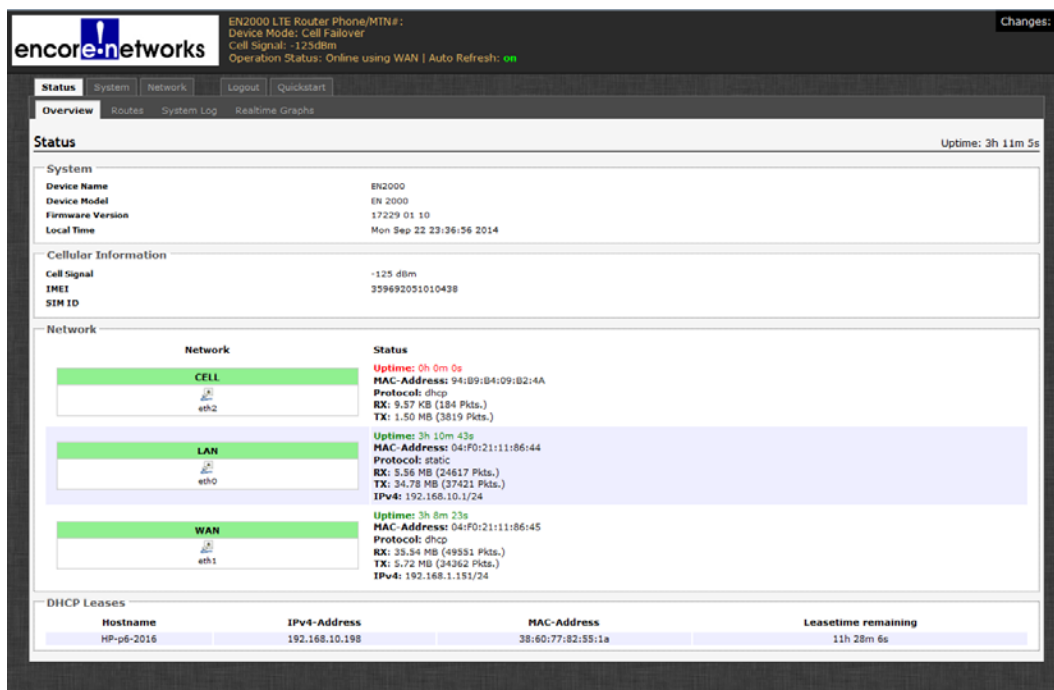 encore!networks
EN2000 LTE Router Phone/MTN#:
Device Mode: Cell Failover
Cell Signal: -125dBm
Operation Status: Online using WAN | Auto Refresh: on
Changes:
Status System Network Logout Quickstart
Overview Routes System Log Realtime Graphs
Status Uptime: 3h 11m 5s
System
Device Name EN2000
Device Model EN 2000
Firmware Version 17229 01 10
Local Time Mon Sep 22 23:36:56 2014
Cellular Information
Cell Signal -125 dBm
IMEI 359692051010438
SIM ID
Network
Network Status
CELL
eth2
Uptime: 0h 0m 0s
MAC-Address: 94:B9:B4:09:B2:4A
Protocol: dhcp
RX: 9.57 KB (184 Pkts.)
TX: 1.50 MB (3819 Pkts.)
LAN
eth0
Uptime: 3h 10m 43s
MAC-Address: 04:F0:21:11:86:44
Protocol: static
RX: 5.56 MB (24617 Pkts.)
TX: 34.78 MB (37421 Pkts.)
IPv4: 192.168.10.1/24
WAN
eth1
Uptime: 3h 8m 23s
MAC-Address: 04:F0:21:11:86:45
Protocol: dhcp
RX: 35.54 MB (49551 Pkts.)
TX: 5.72 MB (34362 Pkts.)
IPv4: 192.168.1.151/24
DHCP Leases
Hostname IPv4-Address MAC-Address Leasetime remaining
HP-p6-2016 192.168.10.198 38:60:77:82:55:1a 11h 28m 6s